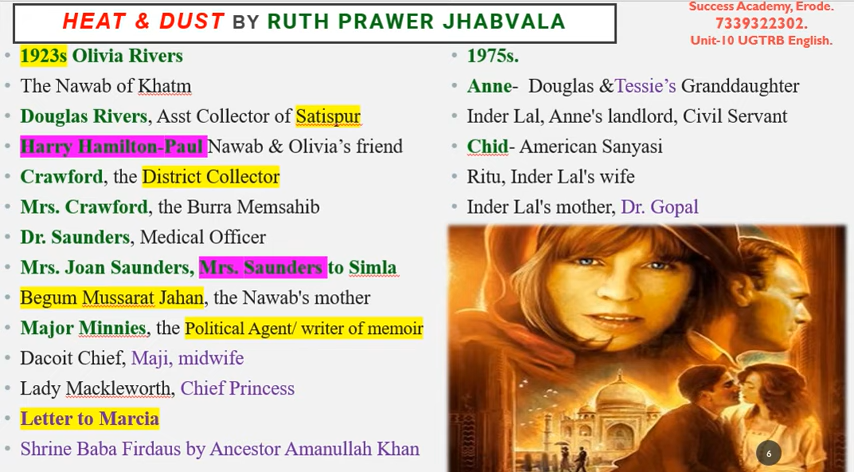 HEAT & DUST BY RUTH PRAWER JHABVALA
Success Academy, Erode.
7339322302.
Unit-10 UGTRB English.
• 1923s Olivia Rivers
• The Nawab of Khatm
• Douglas Rivers, Asst Collector of Satispur
• Harry Hamilton-Paul Nawab & Olivia's friend
• Crawford, the District Collector
• Mrs. Crawford, the Burra Memsahib
• Dr. Saunders, Medical Officer
• Mrs. Joan Saunders, Mrs. Saunders to Simla
• Begum Mussarat Jahan, the Nawab's mother
• Major Minnies, the Political Agent/ writer of memoir
• Dacoit Chief, Maji, midwife
• Lady Mackleworth, Chief Princess
• Letter to Marcia
• Shrine Baba Firdaus by Ancestor Amanullah Khan
• 1975s.
• Anne- Douglas &Tessie's Granddaughter
• Inder Lal, Anne's landlord, Civil Servant
• Chid- American Sanyasi
• Ritu, Inder Lal's wife
• Inder Lal's mother, Dr. Gopal
6